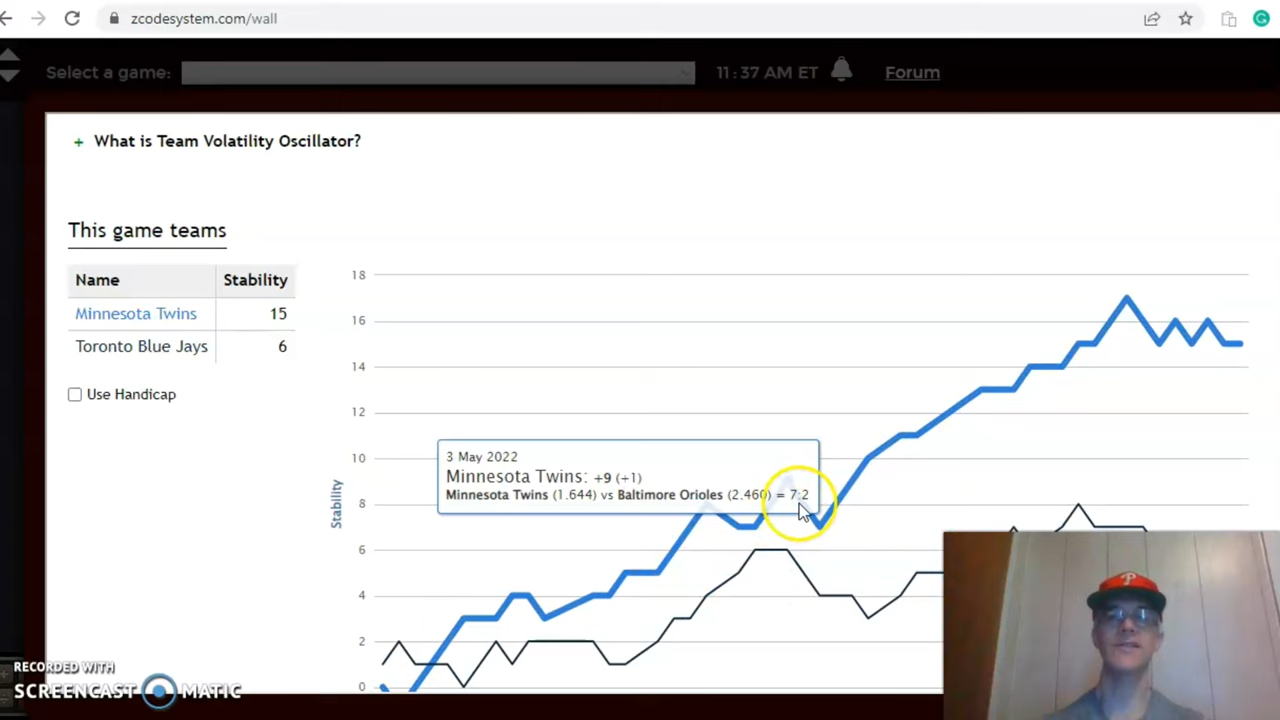 zcodesystem.com/wall
Select a game:
11:37 AM ET
Forum
+ What is Team Volatility Oscillator?
This game teams
Name Stability
Minnesota Twins 15
Toronto Blue Jays 6
Use Handicap
18
16
14
12
10
8
6
4
2
0
Stability
3 May 2022
Minnesota Twins: +9 (+1)
Minnesota Twins (1.644) vs Baltimore Orioles (2.460) = 7:2
P
RECORDED WITH
SCREENCAST MATIC